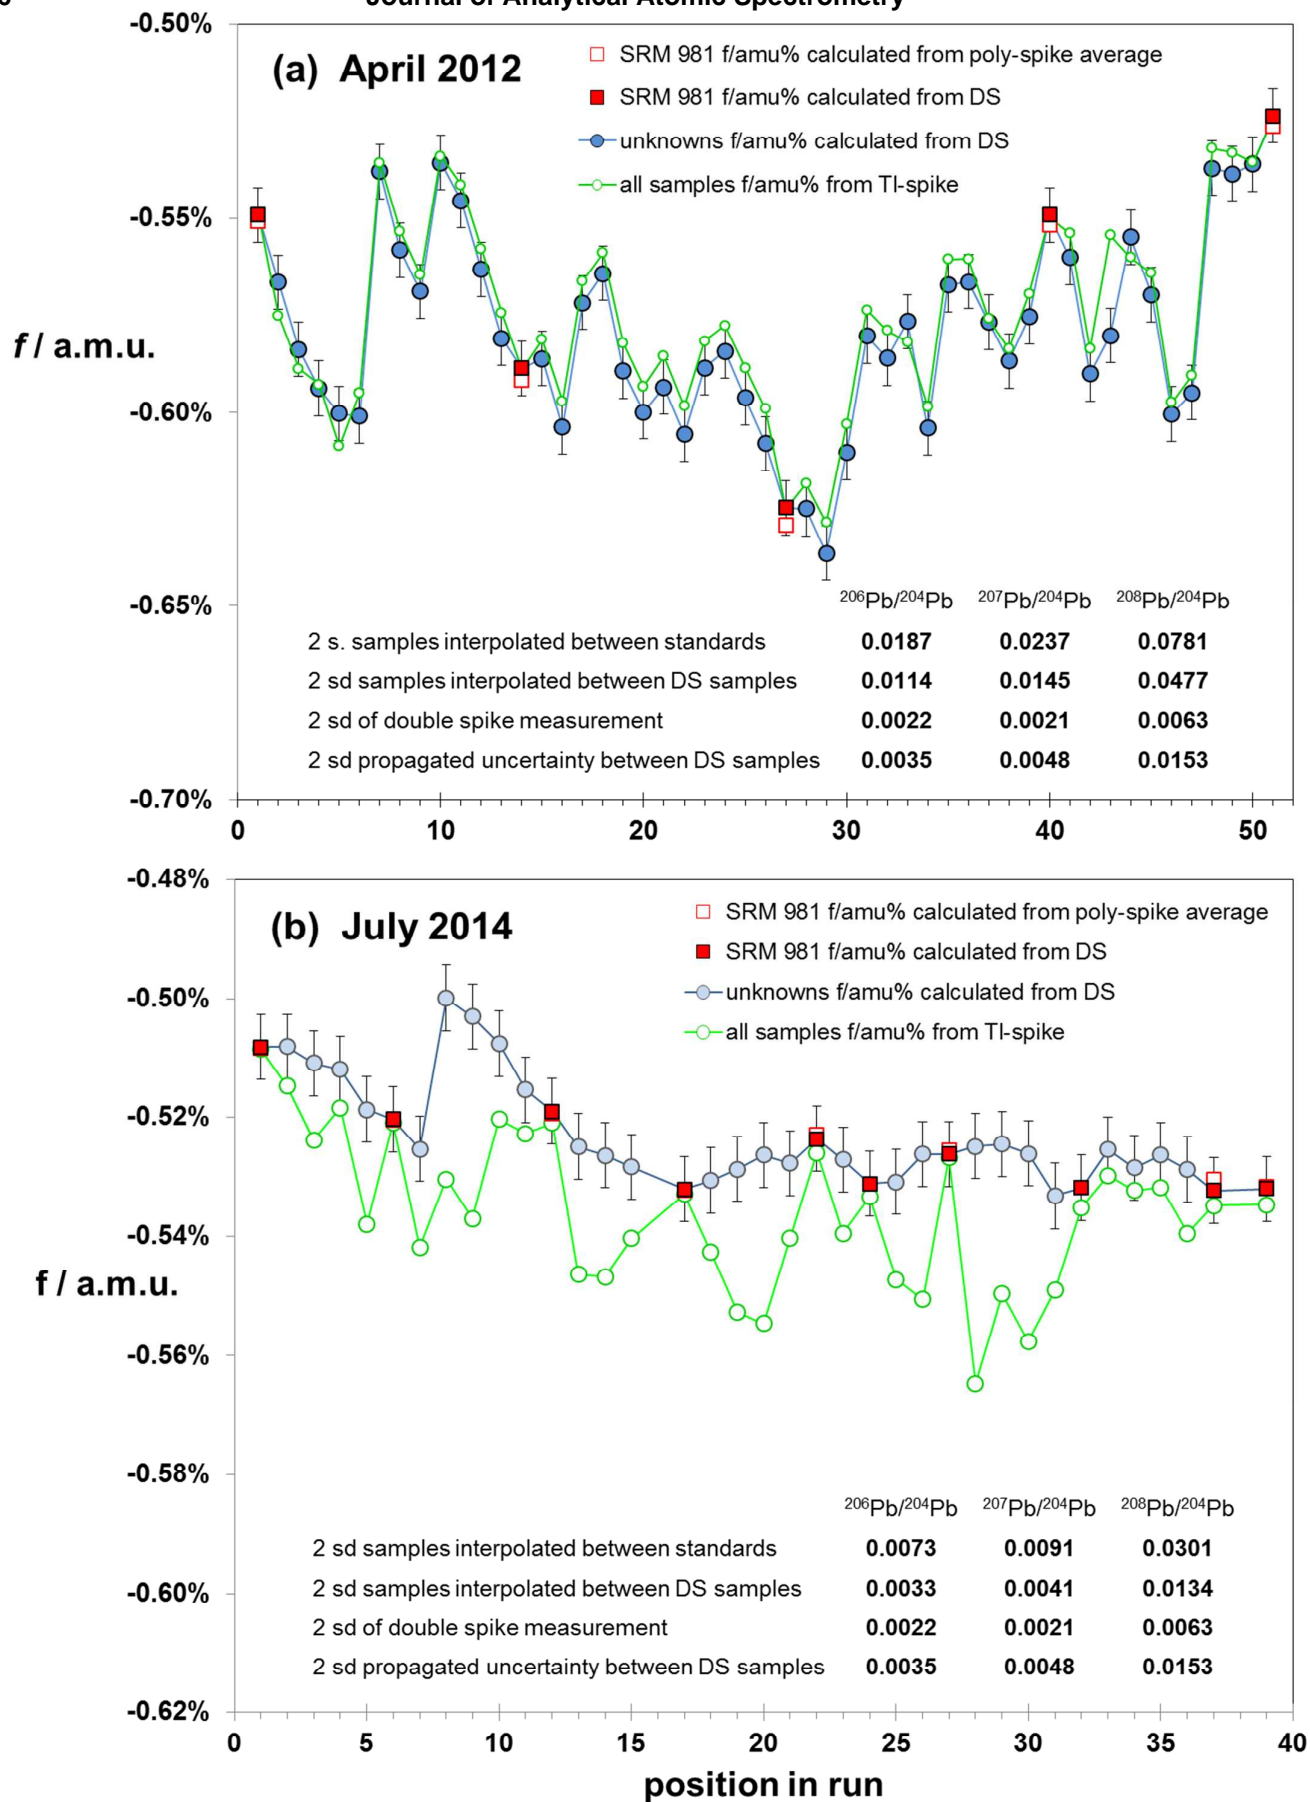 Journal of Analytical Atomic Spectrometry
-0.50%
(a) April 2012
SRM 981 f/amu% calculated from poly-spike average
SRM 981 f/amu% calculated from DS
unknowns f/amu% calculated from DS
all samples f/amu% from Tl-spike
-0.55%
f / a.m.u.
-0.60%
-0.65%
²⁰⁶Pb/²⁰⁴Pb ²⁰⁷Pb/²⁰⁴Pb ²⁰⁸Pb/²⁰⁴Pb
2 s. samples interpolated between standards 0.0187 0.0237 0.0781
2 sd samples interpolated between DS samples 0.0114 0.0145 0.0477
2 sd of double spike measurement 0.0022 0.0021 0.0063
2 sd propagated uncertainty between DS samples 0.0035 0.0048 0.0153
-0.70%
0 10 20 30 40 50
-0.48%
(b) July 2014
SRM 981 f/amu% calculated from poly-spike average
SRM 981 f/amu% calculated from DS
unknowns f/amu% calculated from DS
all samples f/amu% from Tl-spike
-0.50%
-0.52%
-0.54%
f / a.m.u.
-0.56%
-0.58%
²⁰⁶Pb/²⁰⁴Pb ²⁰⁷Pb/²⁰⁴Pb ²⁰⁸Pb/²⁰⁴Pb
2 sd samples interpolated between standards 0.0073 0.0091 0.0301
2 sd samples interpolated between DS samples 0.0033 0.0041 0.0134
-0.60%
2 sd of double spike measurement 0.0022 0.0021 0.0063
2 sd propagated uncertainty between DS samples 0.0035 0.0048 0.0153
-0.62%
0 5 10 15 20 25 30 35 40
position in run